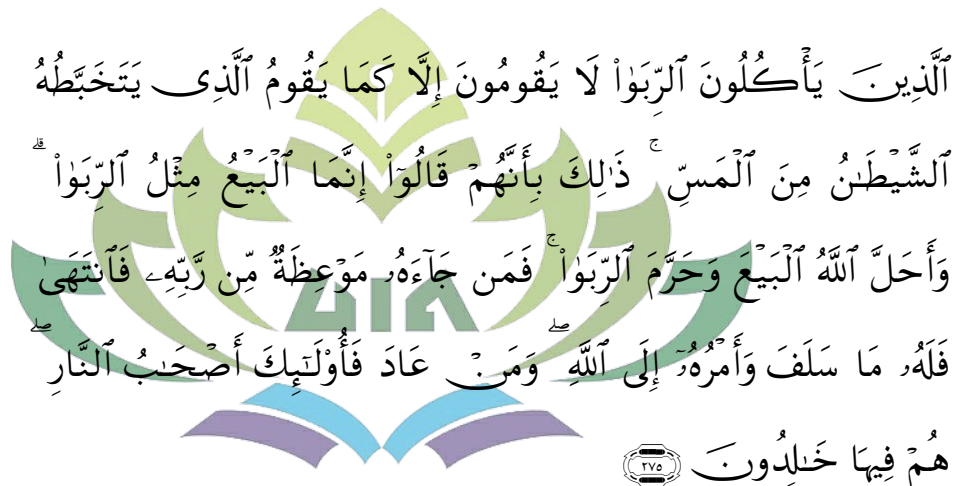 ٱلَّذِينَ يَأْكُلُونَ ٱلرِّبَوٰا۟ لَا يَقُومُونَ إِلَّا كَمَا يَقُومُ ٱلَّذِى يَتَخَبَّطُهُ
ٱلشَّيْطَـٰنُ مِنَ ٱلْمَسِّ ۚ ذَٰلِكَ بِأَنَّهُمْ قَالُوٓا۟ إِنَّمَا ٱلْبَيْعُ مِثْلُ ٱلرِّبَوٰا۟ ۗ
وَأَحَلَّ ٱللَّهُ ٱلْبَيْعَ وَحَرَّمَ ٱلرِّبَوٰا۟ ۚ فَمَن جَآءَهُۥ مَوْعِظَةٌ مِّن رَّبِّهِۦ فَٱنتَهَىٰ
فَلَهُۥ مَا سَلَفَ وَأَمْرُهُۥٓ إِلَى ٱللَّهِ ۖ وَمَنْ عَادَ فَأُو۟لَـٰٓئِكَ أَصْحَـٰبُ ٱلنَّارِ ۖ
هُمْ فِيهَا خَـٰلِدُونَ ٢٧٥